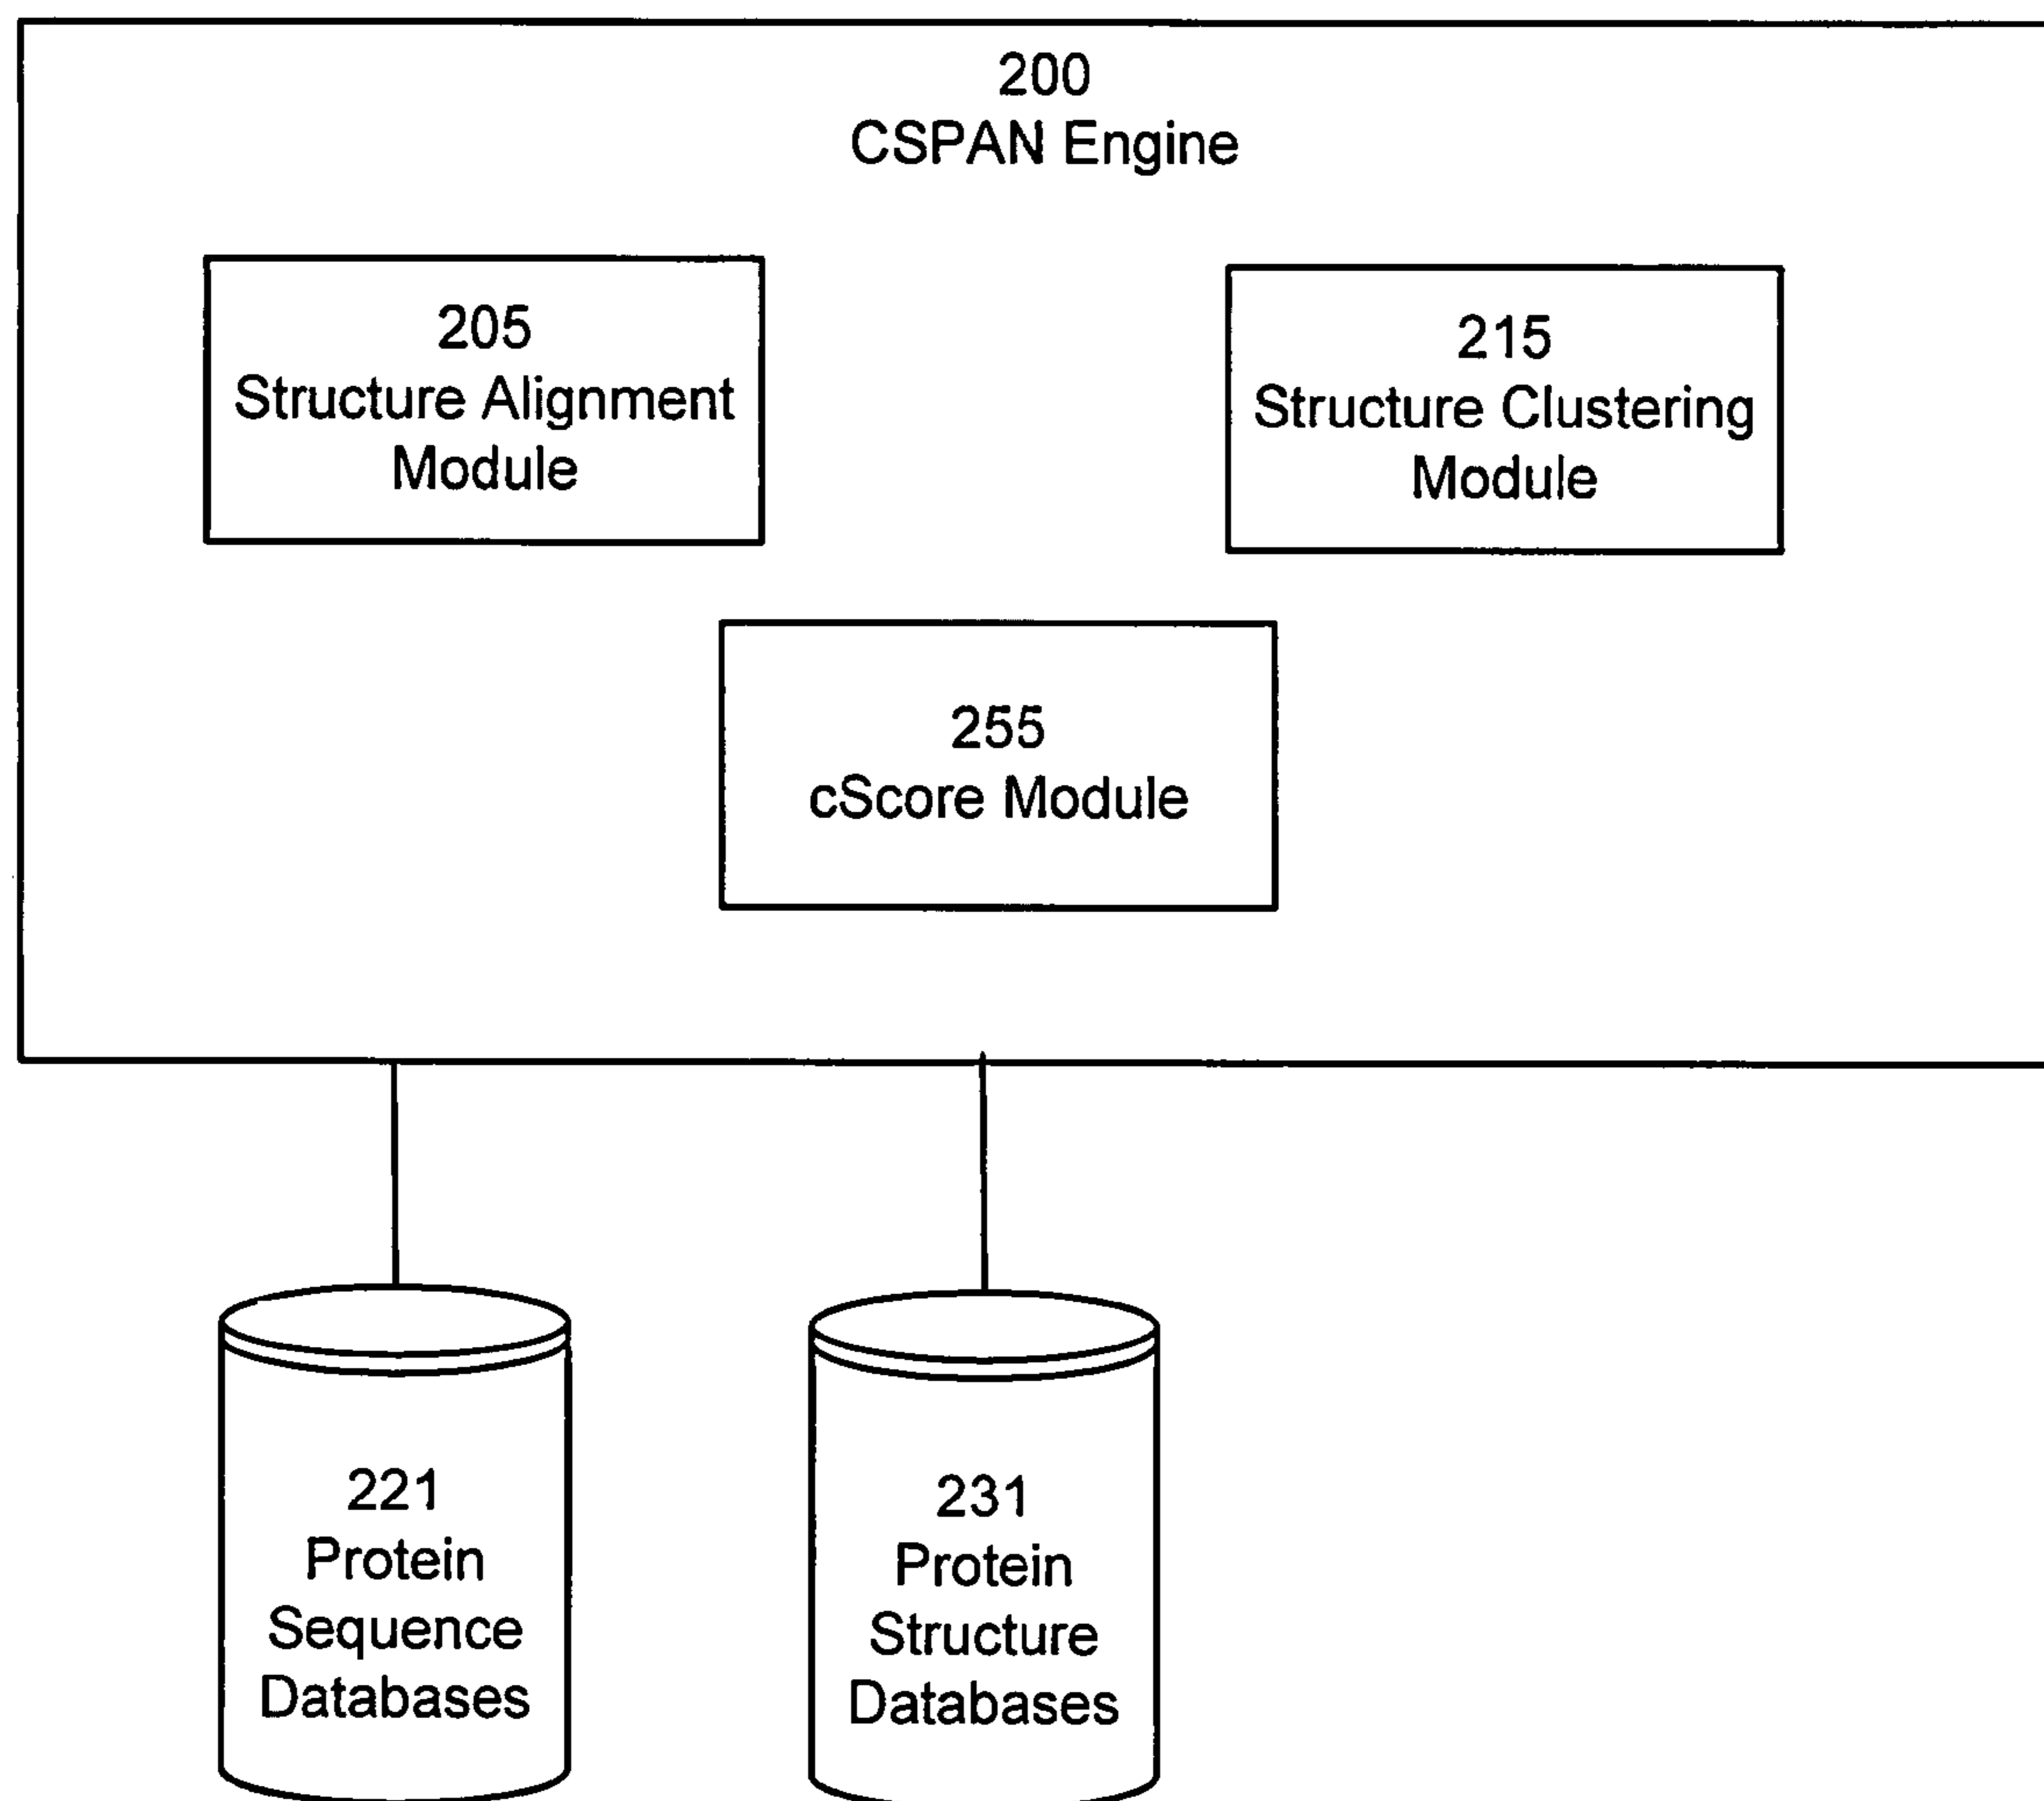 200
CSPAN Engine
205
Structure Alignment
Module
215
Structure Clustering
Module
255
cScore Module
221
Protein
Sequence
Databases
231
Protein
Structure
Databases